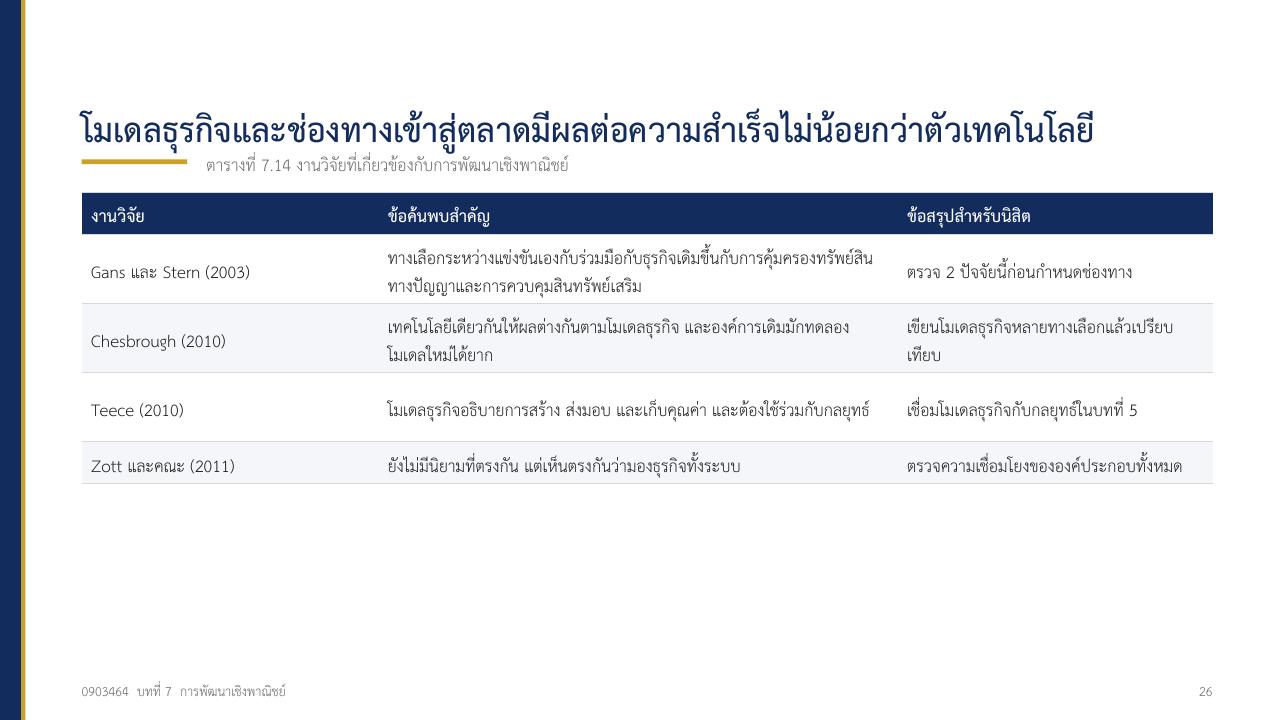 โมเดลธุรกิจและช่องทางเข้าสู่ตลาดมีผลต่อความสำเร็จไม่น้อยกว่าตัวเทคโนโลยี
ตารางที่ 7.14 งานวิจัยที่เกี่ยวข้องกับการพัฒนาเชิงพาณิชย์
งานวิจัย ข้อค้นพบสำคัญ ข้อสรุปสำหรับนิสิต
Gans และ Stern (2003)
ทางเลือกระหว่างแข่งขันเองกับร่วมมือกับธุรกิจเดิมขึ้นกับการคุ้มครองทรัพย์สิน
ทางปัญญาและการควบคุมสินทรัพย์เสริม
ตรวจ 2 ปัจจัยนี้ก่อนกำหนดช่องทาง
Chesbrough (2010)
เทคโนโลยีเดียวกันให้ผลต่างกันตามโมเดลธุรกิจ และองค์การเดิมมักทดลอง
โมเดลใหม่ได้ยาก
เขียนโมเดลธุรกิจหลายทางเลือกแล้วเปรียบ
เทียบ
Teece (2010)
โมเดลธุรกิจอธิบายการสร้าง ส่งมอบ และเก็บคุณค่า และต้องใช้ร่วมกับกลยุทธ์
เชื่อมโมเดลธุรกิจกับกลยุทธ์ในบทที่ 5
Zott และคณะ (2011)
ยังไม่มีนิยามที่ตรงกัน แต่เห็นตรงกันว่ามองธุรกิจทั้งระบบ
ตรวจความเชื่อมโยงขององค์ประกอบทั้งหมด
0903464 บทที่ 7 การพัฒนาเชิงพาณิชย์
26